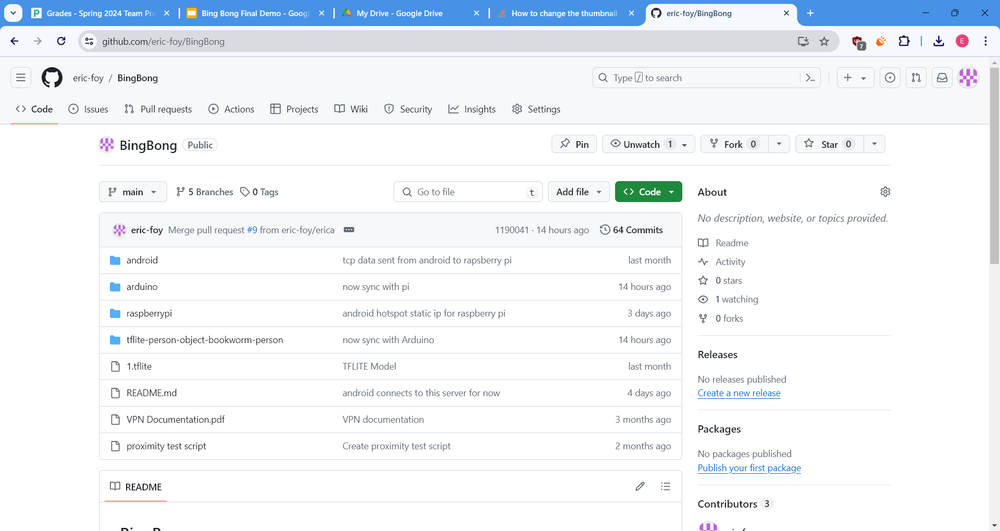 Grades - Spring 2024 Team Pro
Bing Bong Final Demo - Googl
My Drive - Google Drive
How to change the thumbnail
eric-foy/BingBong
github.com/eric-foy/BingBong
7
E
eric-foy / BingBong
Type / to search
Code
Issues
Pull requests
Actions
Projects
Wiki
Security
Insights
Settings
BingBong
Public
Pin
Unwatch 1
Fork 0
Star 0
main
5 Branches
0 Tags
Go to file
t
Add file
Code
eric-foy Merge pull request #9 from eric-foy/erica
1190041 · 14 hours ago
64 Commits
android
tcp data sent from android to rapsberry pi
last month
arduino
now sync with pi
14 hours ago
raspberrypi
android hotspot static ip for raspberry pi
3 days ago
tflite-person-object-bookworm-person
now sync with Arduino
14 hours ago
1.tflite
TFLITE Model
last month
README.md
android connects to this server for now
4 days ago
VPN Documentation.pdf
VPN documentation
3 months ago
proximity test script
Create proximity test script
2 months ago
README
About
No description, website, or topics provided.
Readme
Activity
0 stars
1 watching
0 forks
Releases
No releases published
Create a new release
Packages
No packages published
Publish your first package
Contributors 3